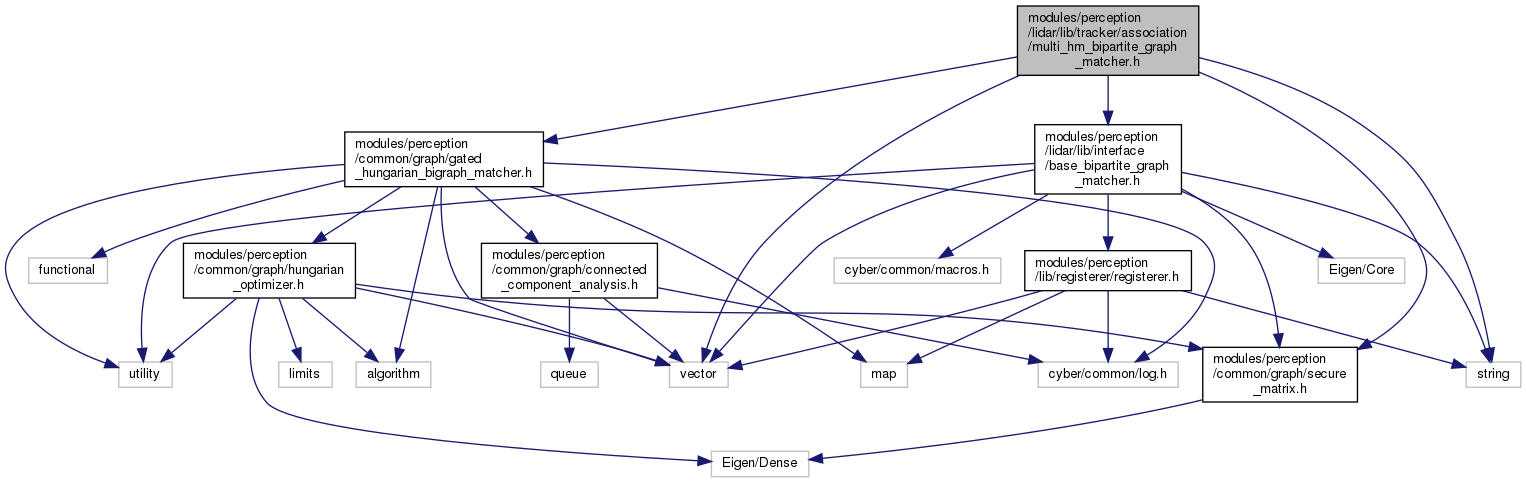 modules/perception
/lidar/lib/tracker/association
/multi_hm_bipartite_graph
_matcher.h
modules/perception
/common/graph/gated
_hungarian_bigraph_matcher.h
modules/perception
/lidar/lib/interface
/base_bipartite_graph
_matcher.h
functional
modules/perception
/common/graph/hungarian
_optimizer.h
modules/perception
/common/graph/connected
_component_analysis.h
cyber/common/macros.h
modules/perception
/lib/registerer/registerer.h
Eigen/Core
utility
limits
algorithm
queue
vector
map
cyber/common/log.h
modules/perception
/common/graph/secure
_matrix.h
string
Eigen/Dense